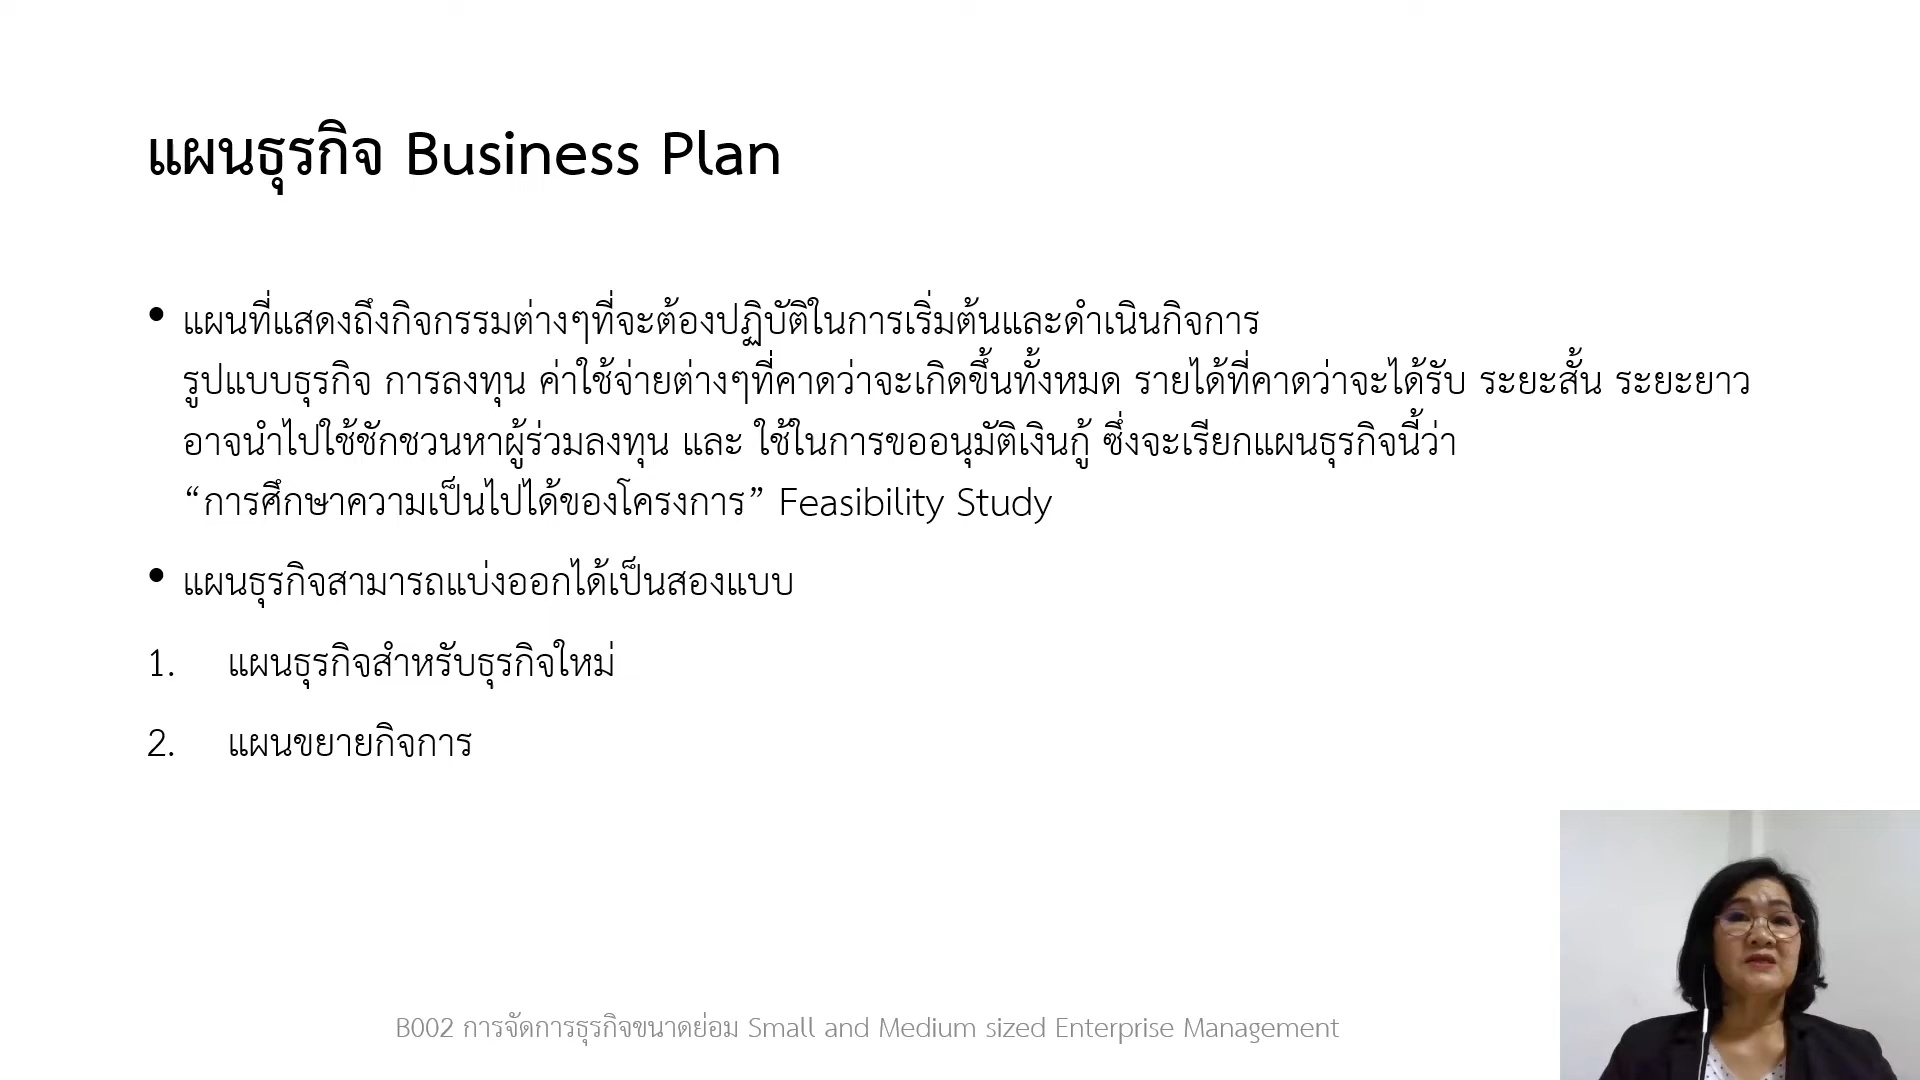 แผนธุรกิจ Business Plan
• แผนที่แสดงถึงกิจกรรมต่างๆที่จะต้องปฏิบัติในการเริ่มต้นและดำเนินกิจการ
รูปแบบธุรกิจ การลงทุน ค่าใช้จ่ายต่างๆที่คาดว่าจะเกิดขึ้นทั้งหมด รายได้ที่คาดว่าจะได้รับ ระยะสั้น ระยะยาว
อาจนำไปใช้ชักชวนหาผู้ร่วมลงทุน และ ใช้ในการขออนุมัติเงินกู้ ซึ่งจะเรียกแผนธุรกิจนี้ว่า
“การศึกษาความเป็นไปได้ของโครงการ” Feasibility Study
• แผนธุรกิจสามารถแบ่งออกได้เป็นสองแบบ
1. แผนธุรกิจสำหรับธุรกิจใหม่
2. แผนขยายกิจการ
B002 การจัดการธุรกิจขนาดย่อม Small and Medium sized Enterprise Management